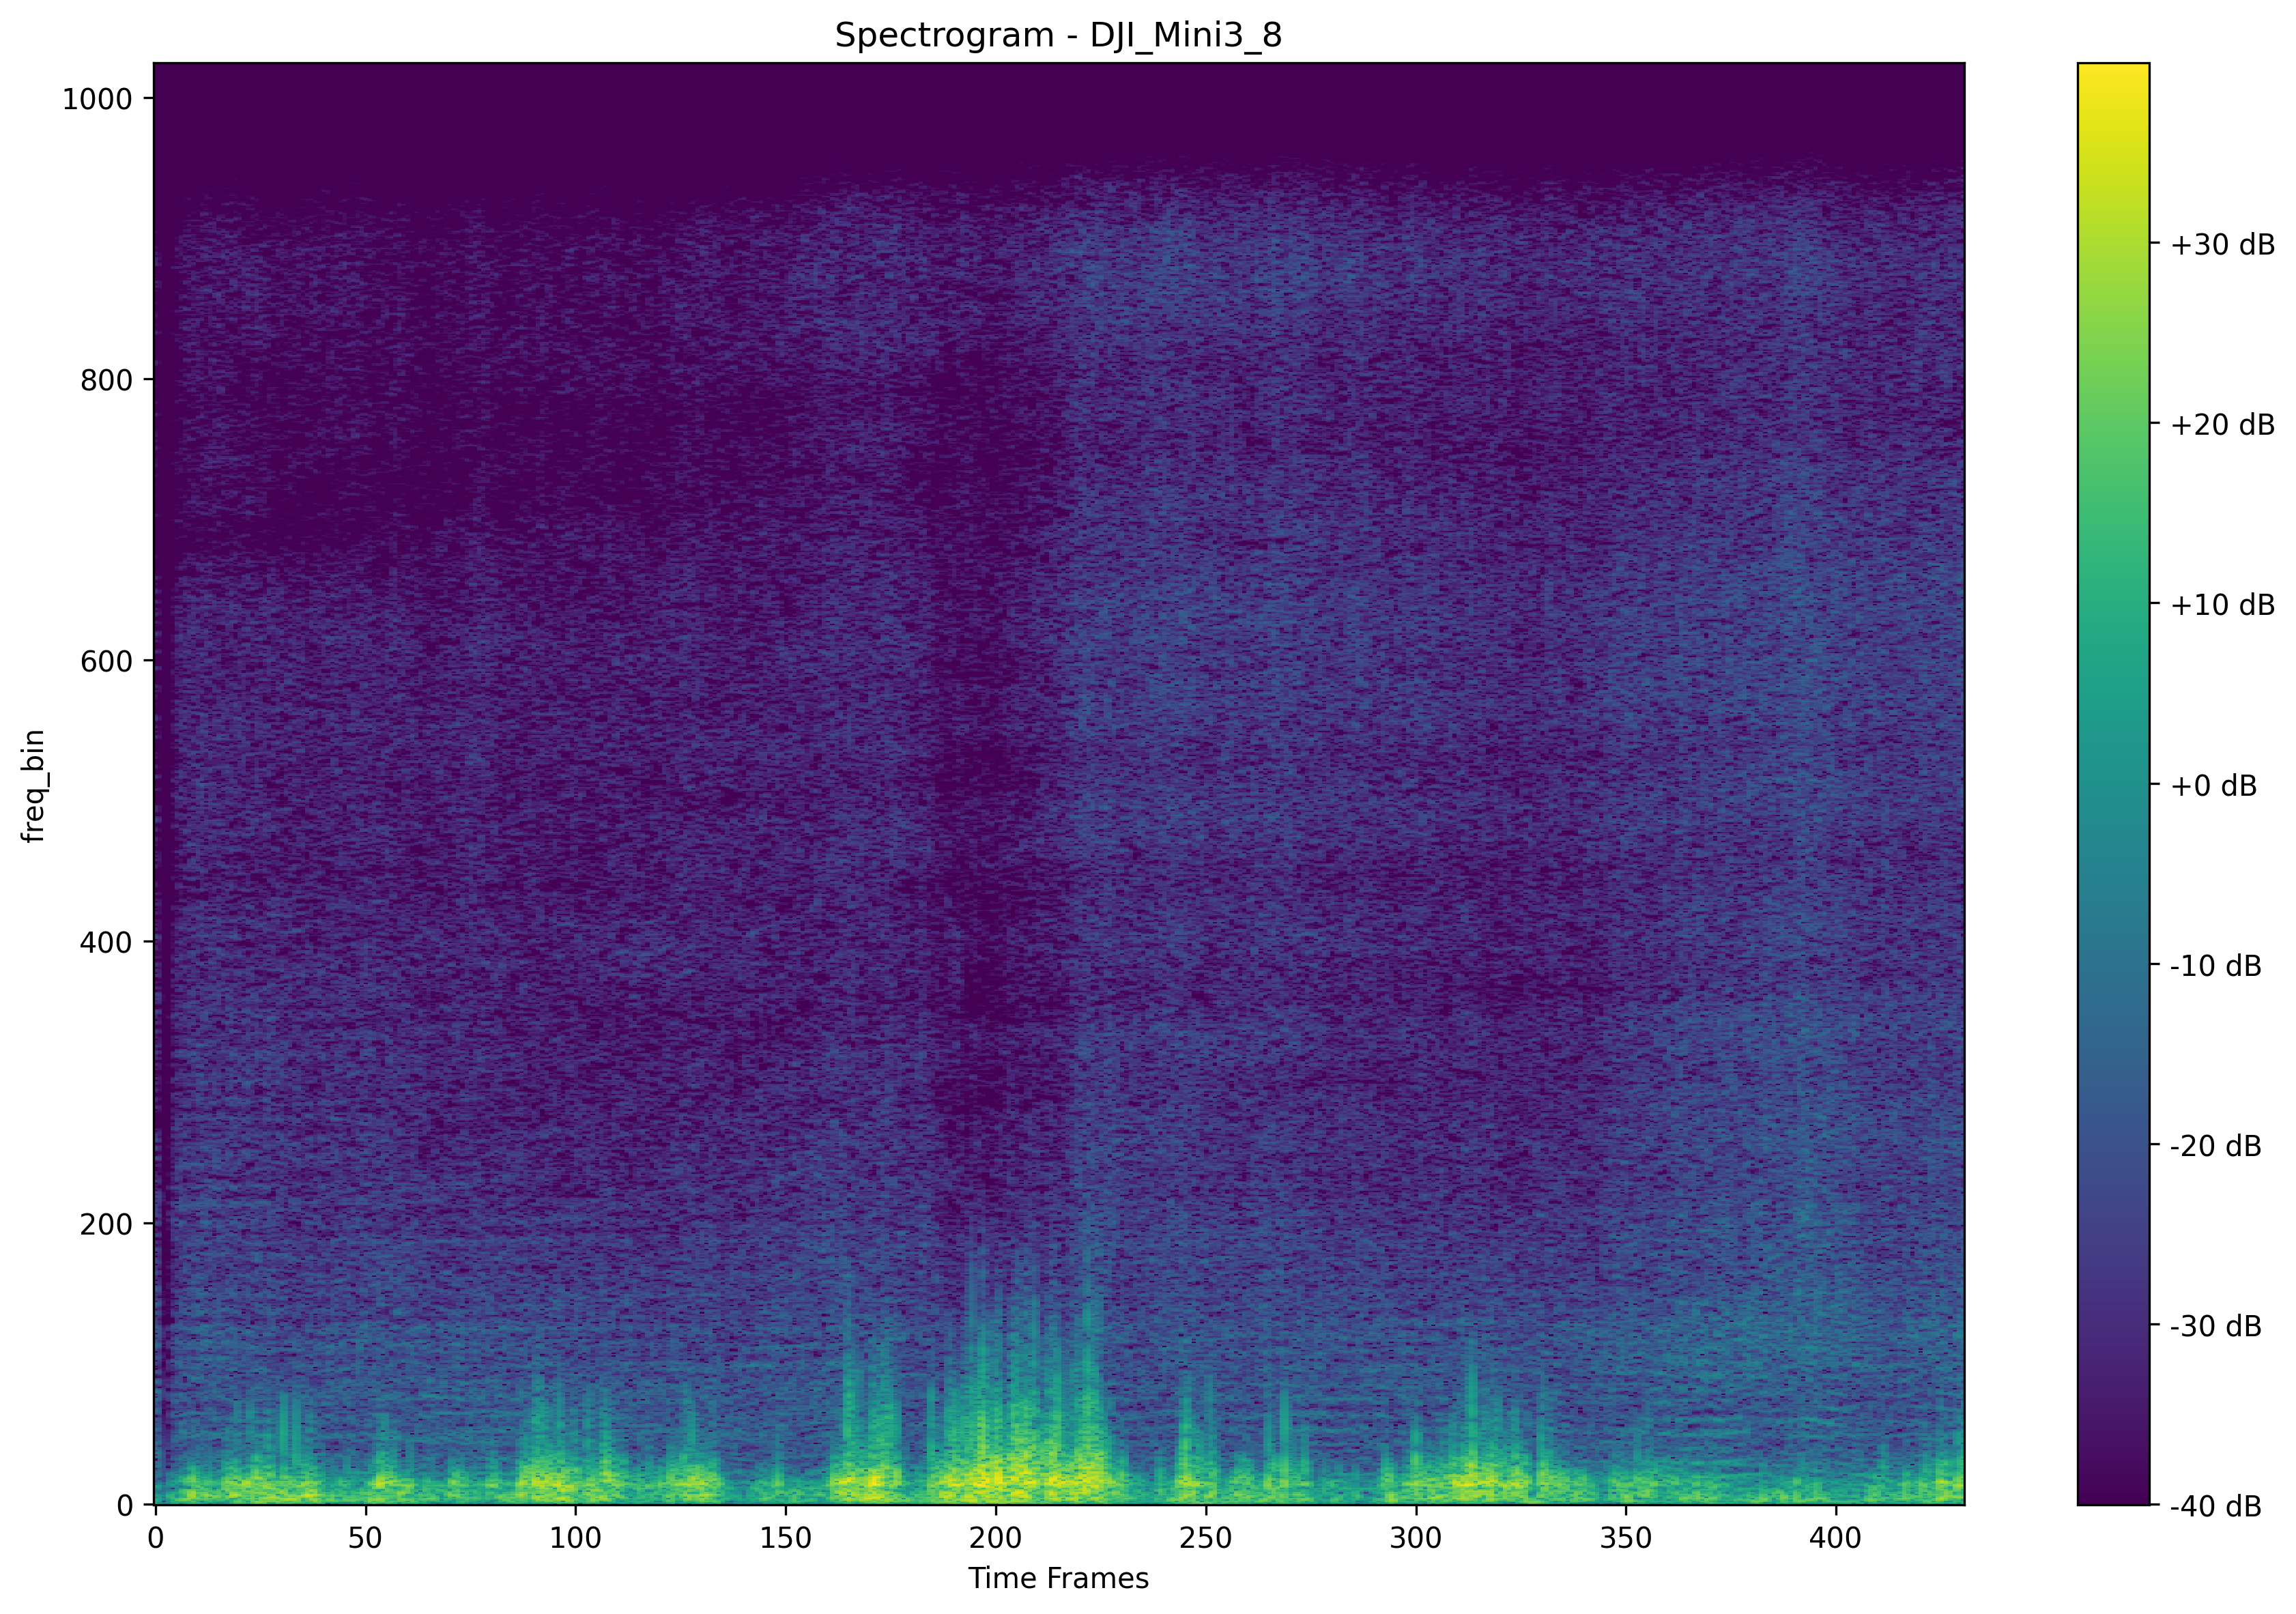 Spectrogram - DJI_Mini3_8
1000
800
600
400
200
0
freq_bin
0 50 100 150 200 250 300 350 400
Time Frames
+30 dB
+20 dB
+10 dB
+0 dB
-10 dB
-20 dB
-30 dB
-40 dB